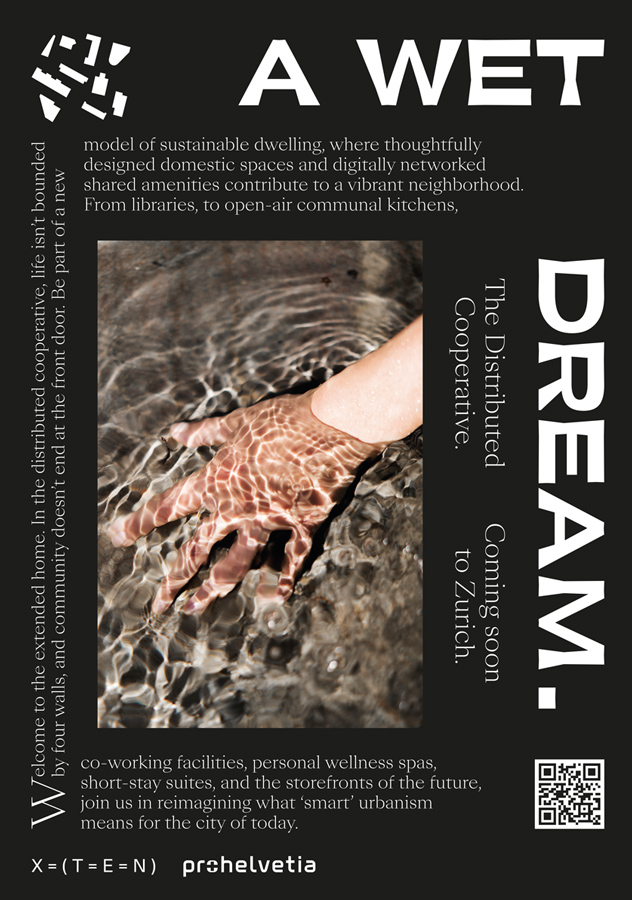 A WET
DREAM.
Welcome to the extended home. In the distributed cooperative, life isn't bounded
by four walls, and community doesn't end at the front door. Be part of a new
model of sustainable dwelling, where thoughtfully
designed domestic spaces and digitally networked
shared amenities contribute to a vibrant neighborhood.
From libraries, to open-air communal kitchens,
co-working facilities, personal wellness spas,
short-stay suites, and the storefronts of the future,
join us in reimagining what ‘smart’ urbanism
means for the city of today.
The Distributed
Cooperative.
Coming soon
to Zurich.
X=(T=E=N)
prohelvetia